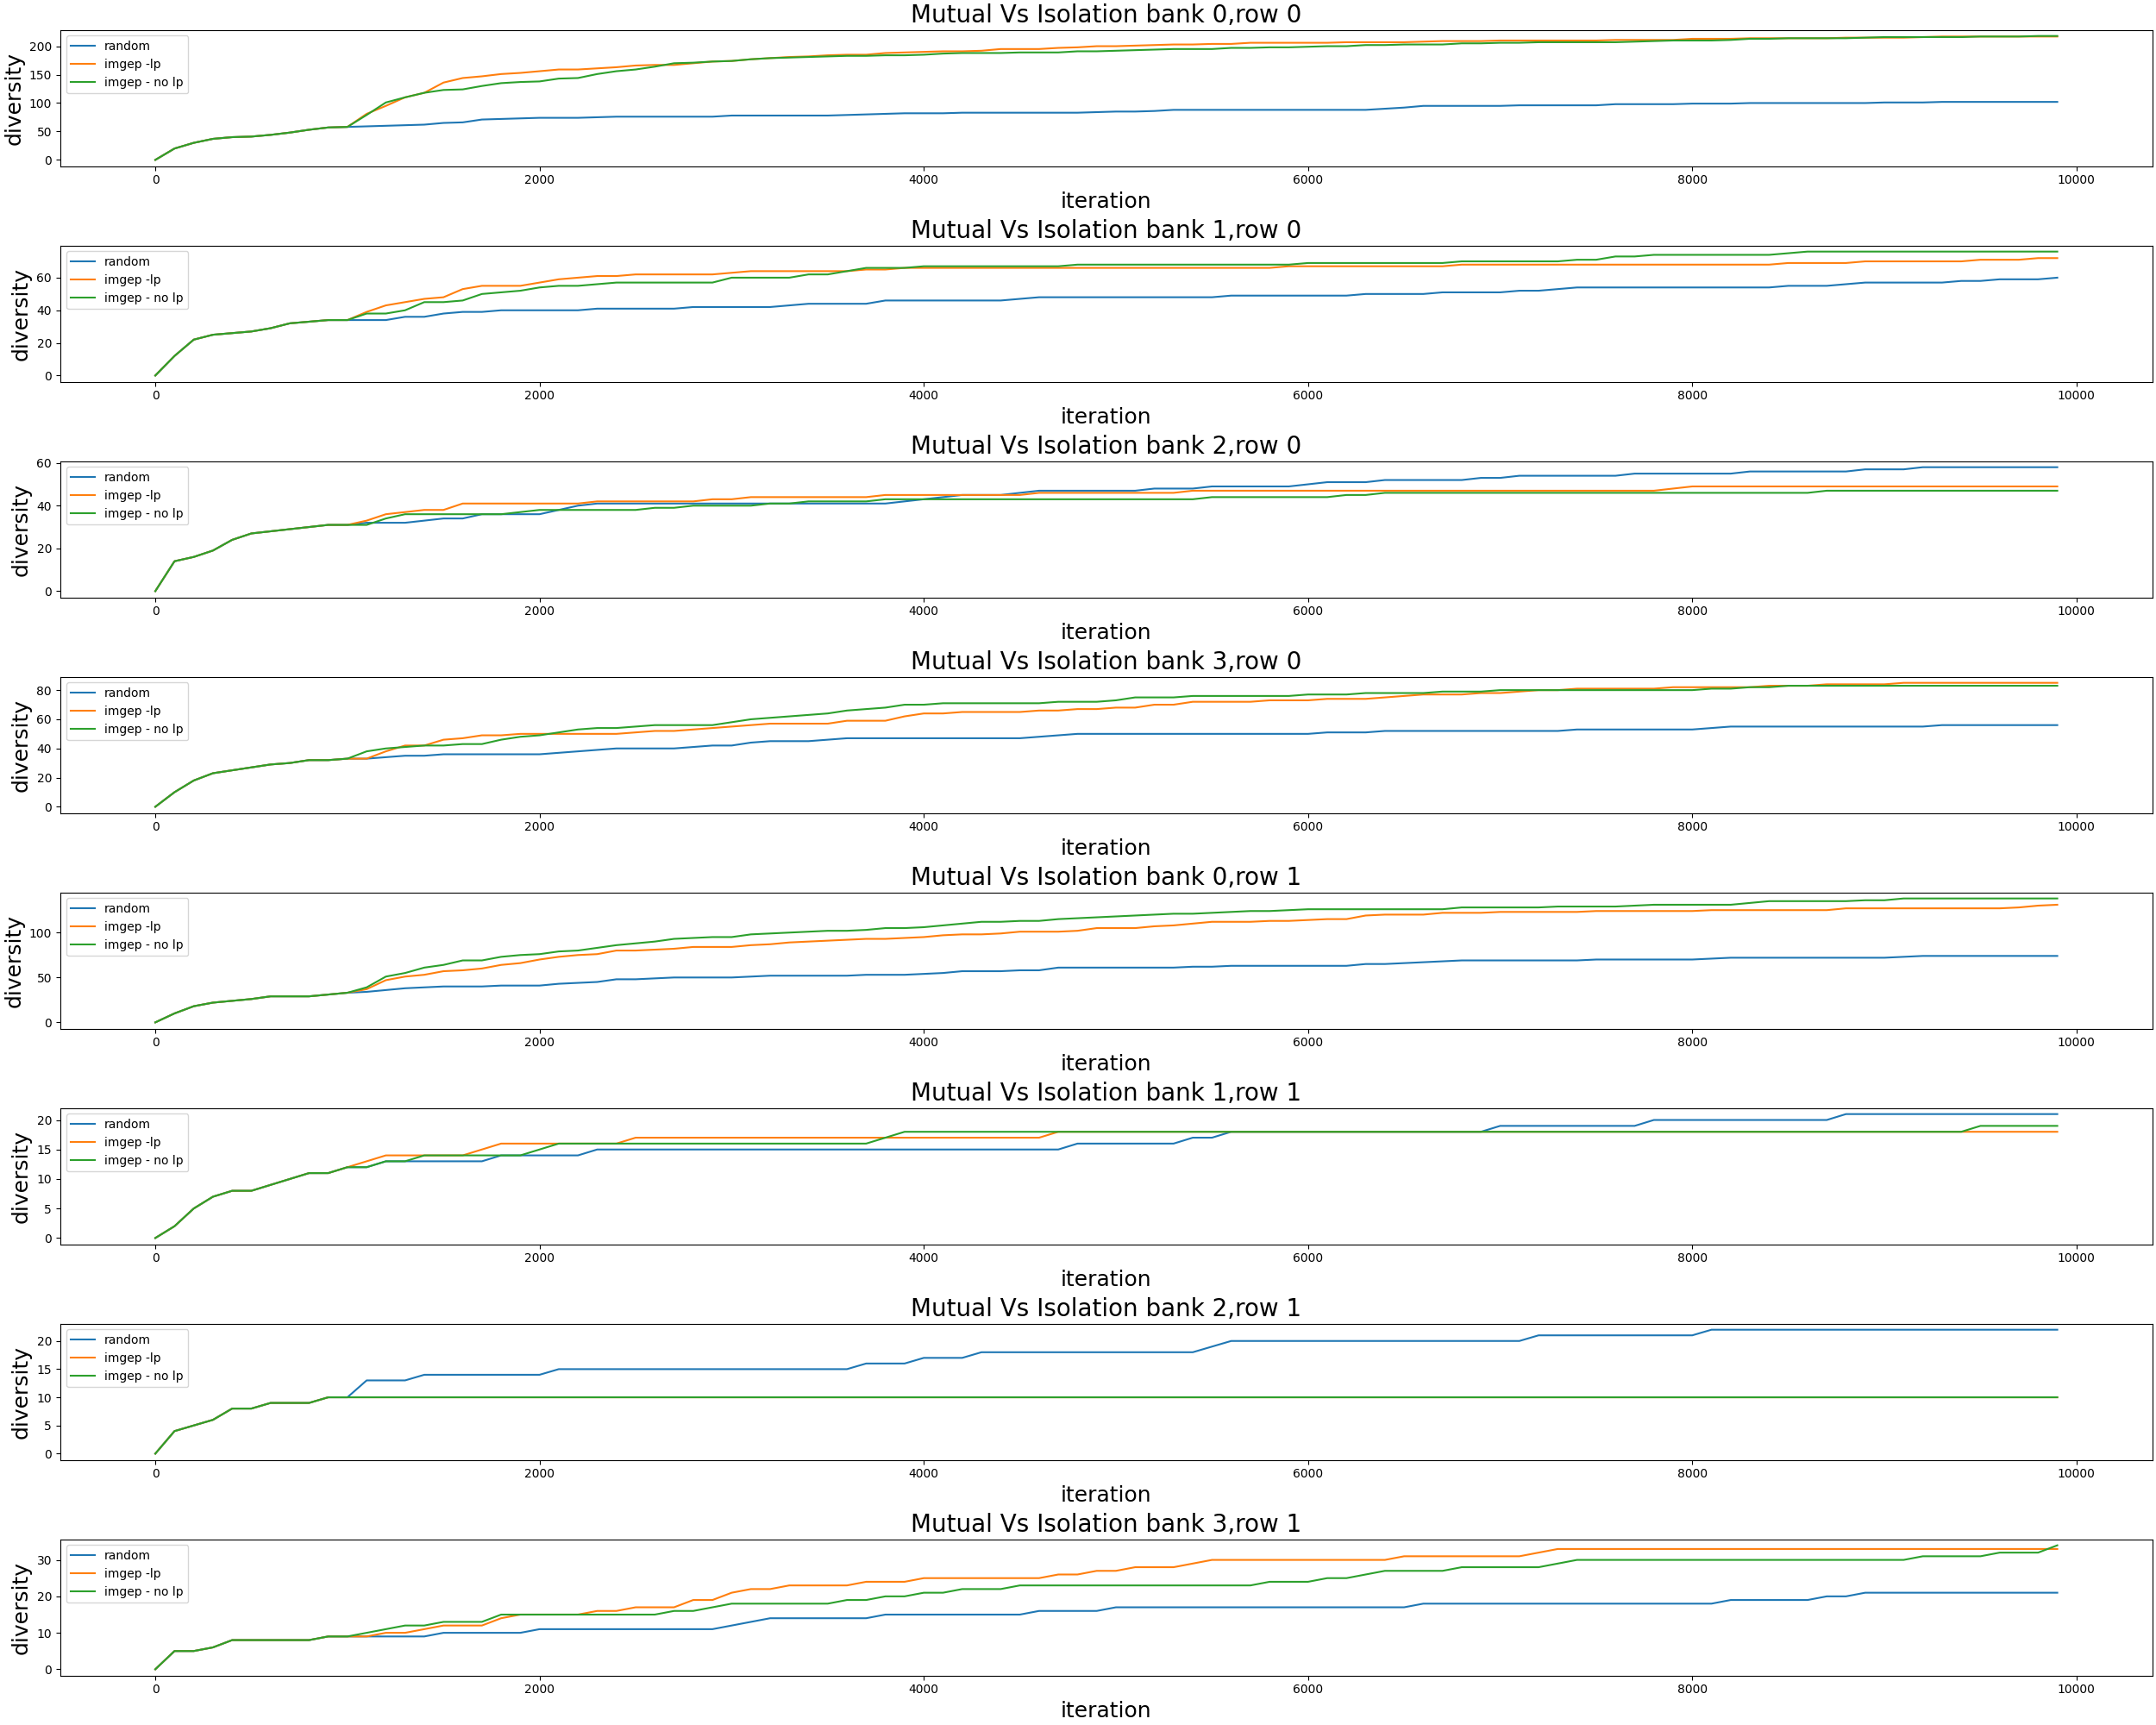 Mutual Vs Isolation bank 0,row 0
diversity
200
150
100
50
0
random
imgep -lp
imgep - no lp
0 2000 4000 6000 8000 10000
iteration
Mutual Vs Isolation bank 1,row 0
diversity
60
40
20
0
random
imgep -lp
imgep - no lp
0 2000 4000 6000 8000 10000
iteration
Mutual Vs Isolation bank 2,row 0
diversity
60
40
20
0
random
imgep -lp
imgep - no lp
0 2000 4000 6000 8000 10000
iteration
Mutual Vs Isolation bank 3,row 0
diversity
80
60
40
20
0
random
imgep -lp
imgep - no lp
0 2000 4000 6000 8000 10000
iteration
Mutual Vs Isolation bank 0,row 1
diversity
100
50
0
random
imgep -lp
imgep - no lp
0 2000 4000 6000 8000 10000
iteration
Mutual Vs Isolation bank 1,row 1
diversity
20
15
10
5
0
random
imgep -lp
imgep - no lp
0 2000 4000 6000 8000 10000
iteration
Mutual Vs Isolation bank 2,row 1
diversity
20
15
10
5
0
random
imgep -lp
imgep - no lp
0 2000 4000 6000 8000 10000
iteration
Mutual Vs Isolation bank 3,row 1
diversity
30
20
10
0
random
imgep -lp
imgep - no lp
0 2000 4000 6000 8000 10000
iteration